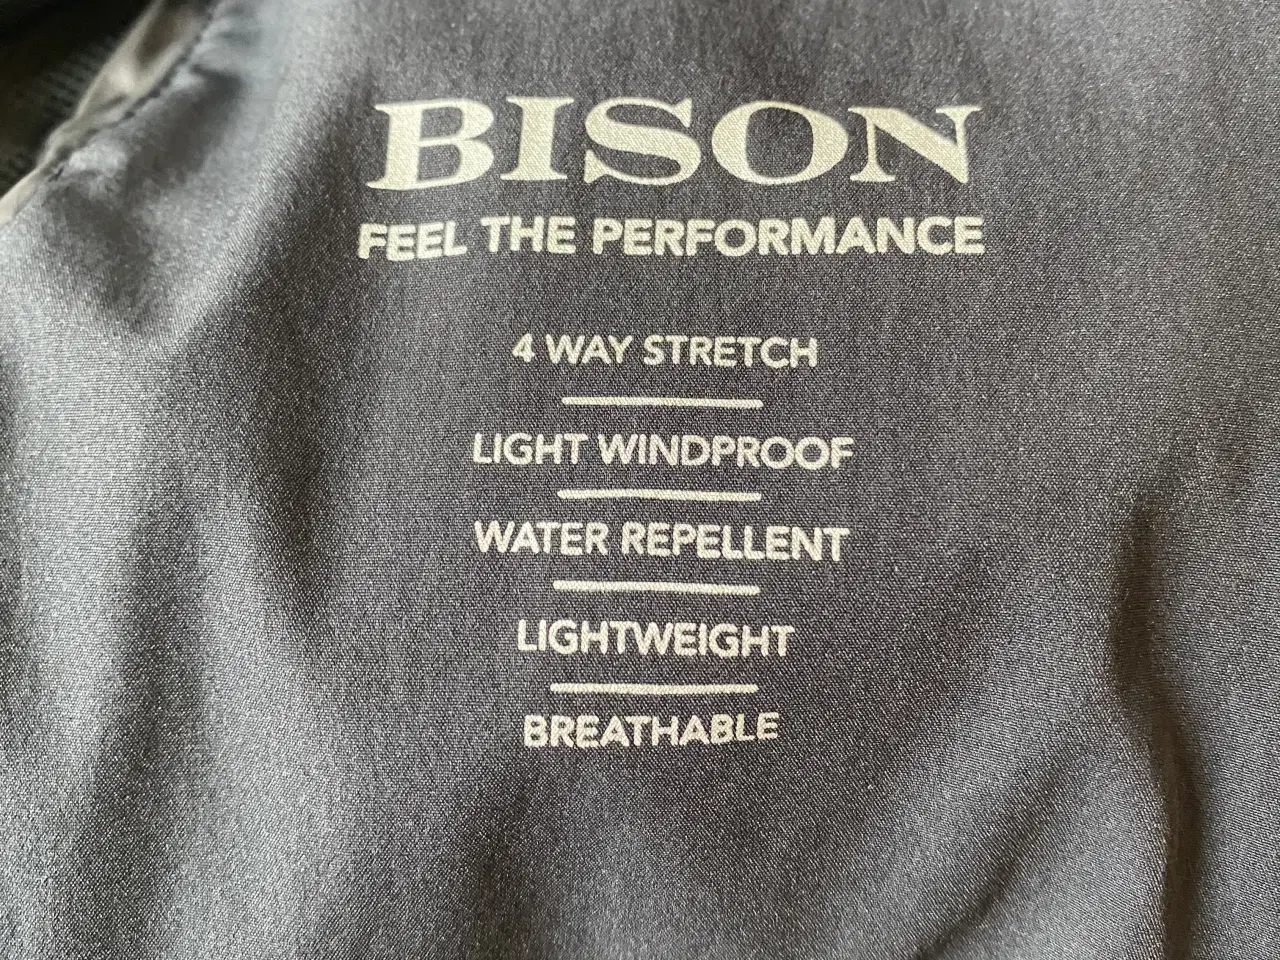 BISON
FEEL THE PERFORMANCE
4 WAY STRETCH
LIGHT WINDPROOF
WATER REPELLENT
LIGHTWEIGHT
BREATHABLE